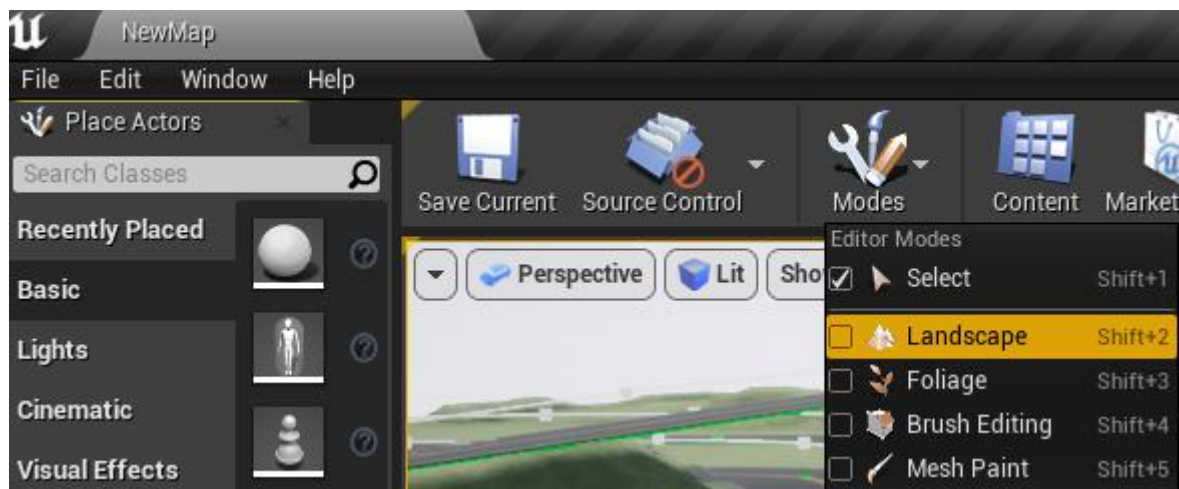 NewMap
File Edit Window Help
Place Actors
Search Classes
Recently Placed
Basic
Lights
Cinematic
Visual Effects
Save Current Source Control Modes Content Market
Perspective Lit Sho
Editor Modes
Select Shift+1
Landscape Shift+2
Foliage Shift+3
Brush Editing Shift+4
Mesh Paint Shift+5